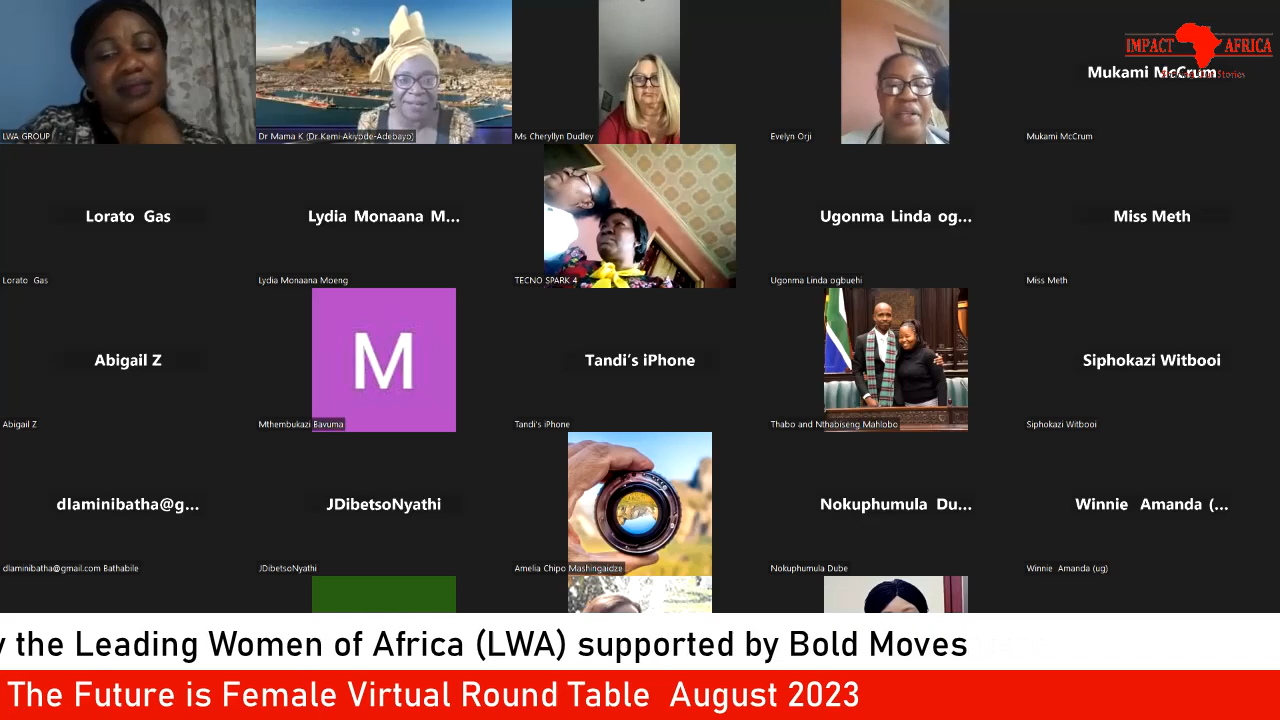 IMPACT AFRICA
Mukami McCrum
LWA GROUP
Dr Mama K (Dr Kemi Akiyode-Adebayo)
Ms Cheryllyn Dudley
Evelyn Orji
Mukami McCrum
Lorato Gas
Lydia Monaana M...
Ugonma Linda og...
Miss Meth
Lorato Gas
Lydia Monaana Moeng
TECNO SPARK 4
Ugonma Linda ogbuehi
Miss Meth
Abigail Z
M
Tandi's iPhone
Siphokazi Witbooi
Abigail Z
Mthembukazi Bavuma
Tandi's iPhone
Thabo and Nthabiseng Mahlobo
Siphokazi Witbooi
dlaminibatha@g...
JDibetsoNyathi
Nokuphumula Du...
Winnie Amanda (...
dlaminibatha@gmail.com Bathabile
JDibetsoNyathi
Amelia Chipo Mashingaidze
Nokuphumula Dube
Winnie Amanda (ug)
the Leading Women of Africa (LWA) supported by Bold Moves
The Future is Female Virtual Round Table August 2023